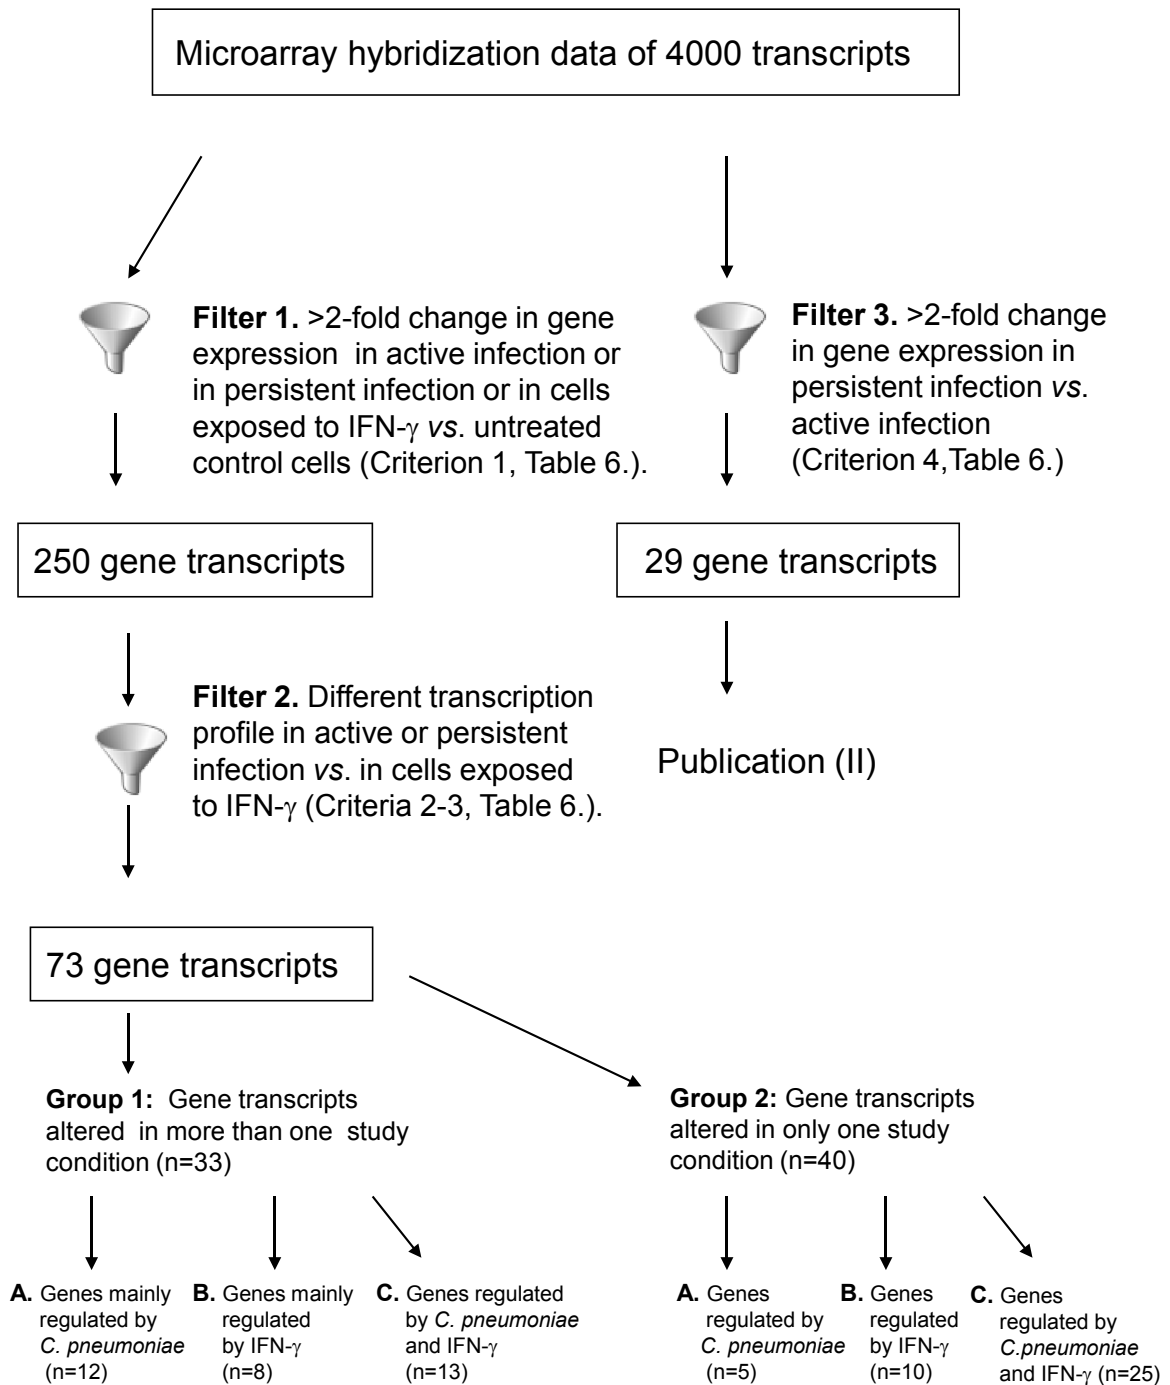 Microarray hybridization data of 4000 transcripts
Filter 1. >2-fold change in gene
expression in active infection or
in persistent infection or in cells
exposed to IFN-γ vs. untreated
control cells (Criterion 1, Table 6.).
Filter 3. >2-fold change
in gene expression in
persistent infection vs.
active infection
(Criterion 4,Table 6.)
250 gene transcripts
29 gene transcripts
Filter 2. Different transcription
profile in active or persistent
infection vs. in cells exposed
to IFN-γ (Criteria 2-3, Table 6.).
Publication (II)
73 gene transcripts
Group 1: Gene transcripts
altered in more than one study
condition (n=33)
Group 2: Gene transcripts
altered in only one study
condition (n=40)
A. Genes mainly
regulated by
C. pneumoniae
(n=12)
B. Genes mainly
regulated
by IFN-γ
(n=8)
C. Genes regulated
by C. pneumoniae
and IFN-γ
(n=13)
A. Genes
regulated by
C. pneumoniae
(n=5)
B. Genes
regulated
by IFN-γ
(n=10)
C. Genes
regulated by
C.pneumoniae
and IFN-γ (n=25)